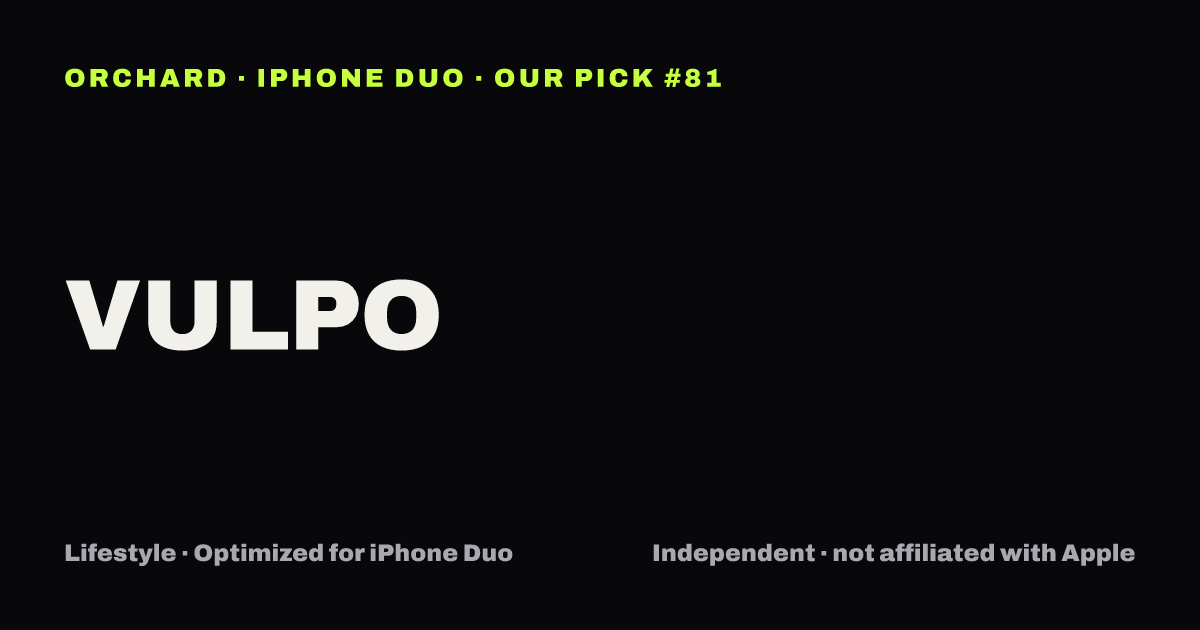 ORCHARD · IPHONE DUO · OUR PICK #81
VULPO
Lifestyle · Optimized for iPhone Duo
Independent · not affiliated with Apple